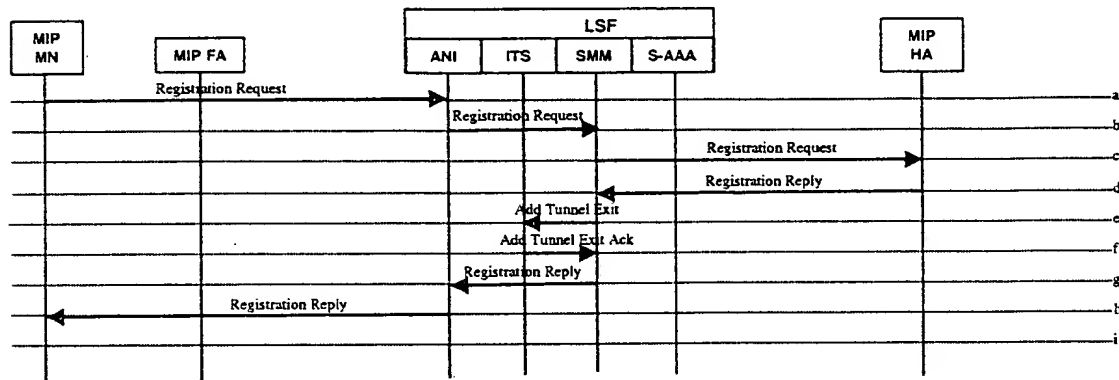 LSF
MIP
MN
MIP FA
ANI
ITS
SMM
S-AAA
MIP
HA
Registration Request
a
Registration Request
b
Registration Request
c
Registration Reply
d
Add Tunnel Exit
e
Add Tunnel Exit Ack
f
Registration Reply
g
Registration Reply
h
i